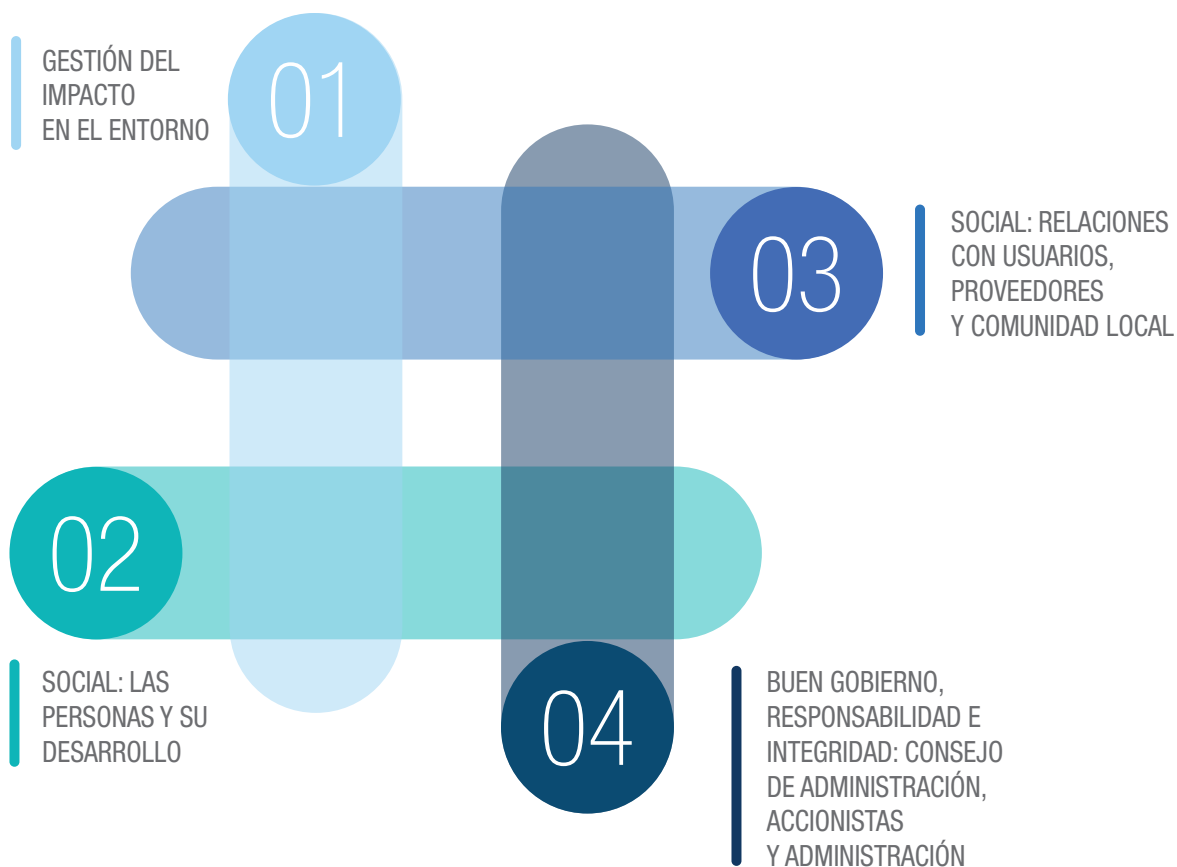 01
GESTIÓN DEL
IMPACTO
EN EL ENTORNO
03
SOCIAL: RELACIONES
CON USUARIOS,
PROVEEDORES
Y COMUNIDAD LOCAL
02
SOCIAL: LAS
PERSONAS Y SU
DESARROLLO
04
BUEN GOBIERNO,
RESPONSABILIDAD E
INTEGRIDAD: CONSEJO
DE ADMINISTRACIÓN,
ACCIONISTAS
Y ADMINISTRACIÓN